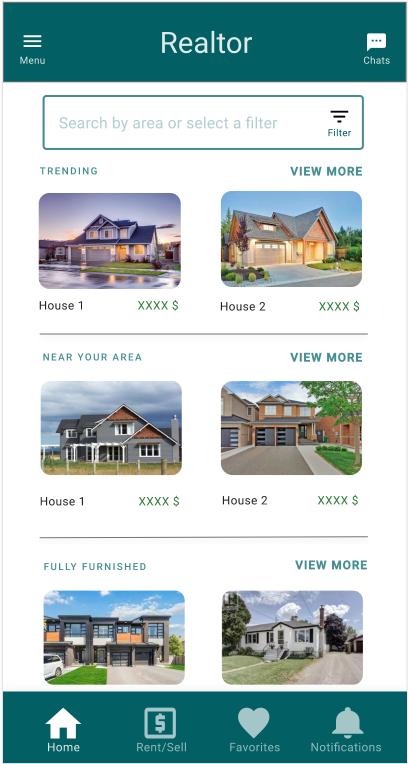 Realtor
Menu
Chats
Search by area or select a filter
Filter
TRENDING VIEW MORE
House 1 XXXX $ House 2 XXXX $
NEAR YOUR AREA VIEW MORE
House 1 XXXX $ House 2 XXXX $
FULLY FURNISHED VIEW MORE
$
Home Rent/Sell Favorites Notifications